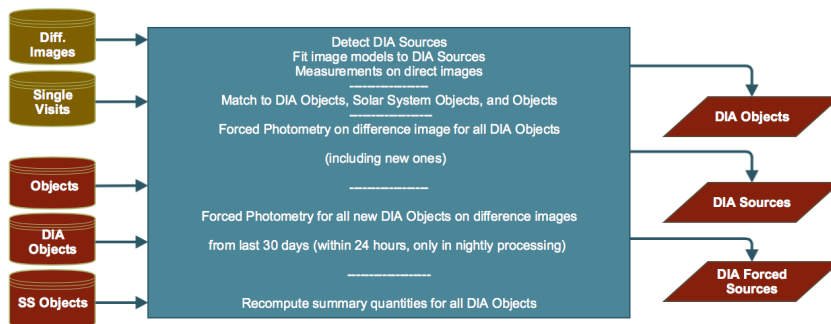 Diff.
Images
Single
Visits
Objects
DIA
Objects
SS Objects
Detect DIA Sources
Fit image models to DIA Sources
Measurements on direct images
-------------------
Match to DIA Objects, Solar System Objects, and Objects
--------------------
Forced Photometry on difference image for all DIA Objects
(including new ones)
-------------------
Forced Photometry for all new DIA Objects on difference images
from last 30 days (within 24 hours, only in nightly processing)
--------------------
Recompute summary quantities for all DIA Objects
DIA Objects
DIA Sources
DIA Forced
Sources